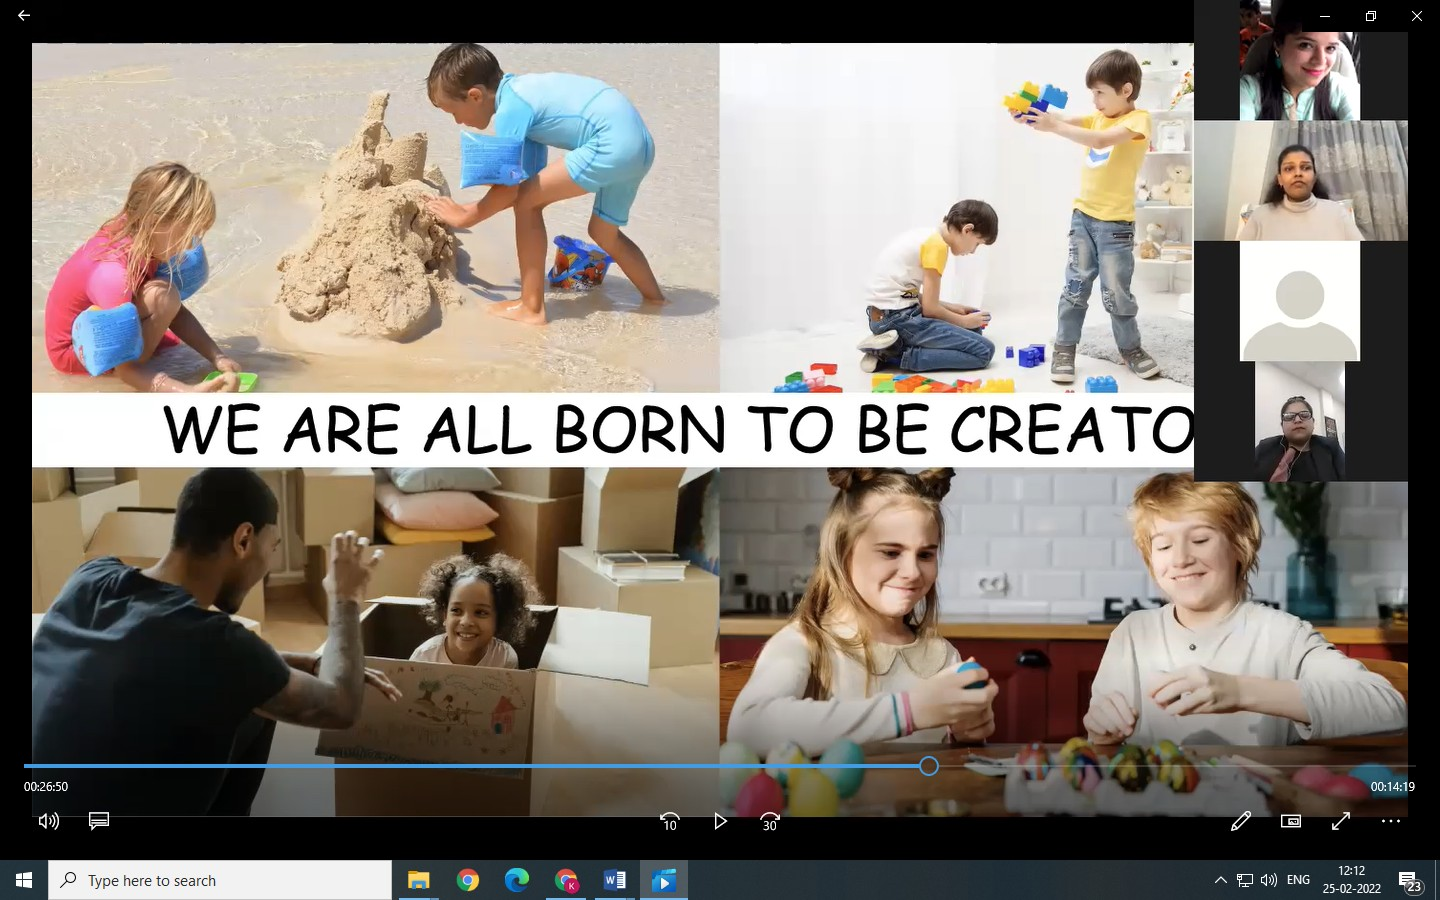 WE ARE ALL BORN TO BE CREATO
00:26:50
00:14:19
10
30
Type here to search
K
W
ENG
12:12
25-02-2022
23